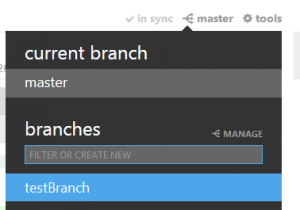 in sync master tools
current branch
master
branches MANAGE
FILTER OR CREATE NEW
testBranch